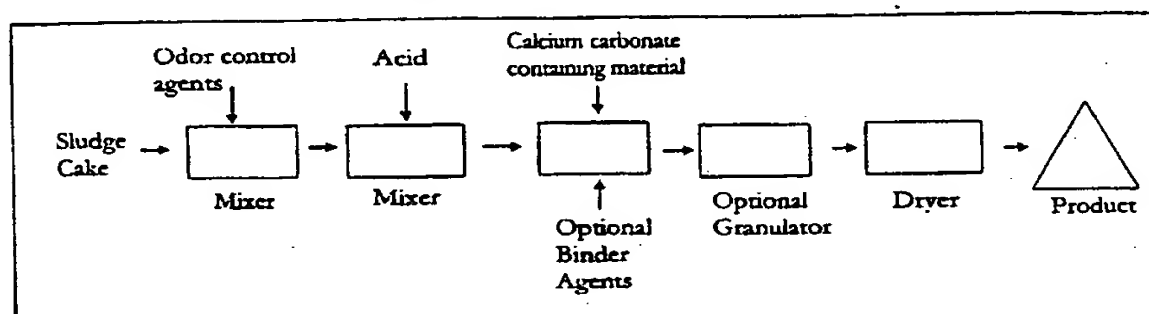 Odor control
agents
Acid
Calcium carbonate
containing material
Sludge
Cake
Mixer
Mixer
Optional
Binder
Agents
Optional
Granulator
Dryer
Product